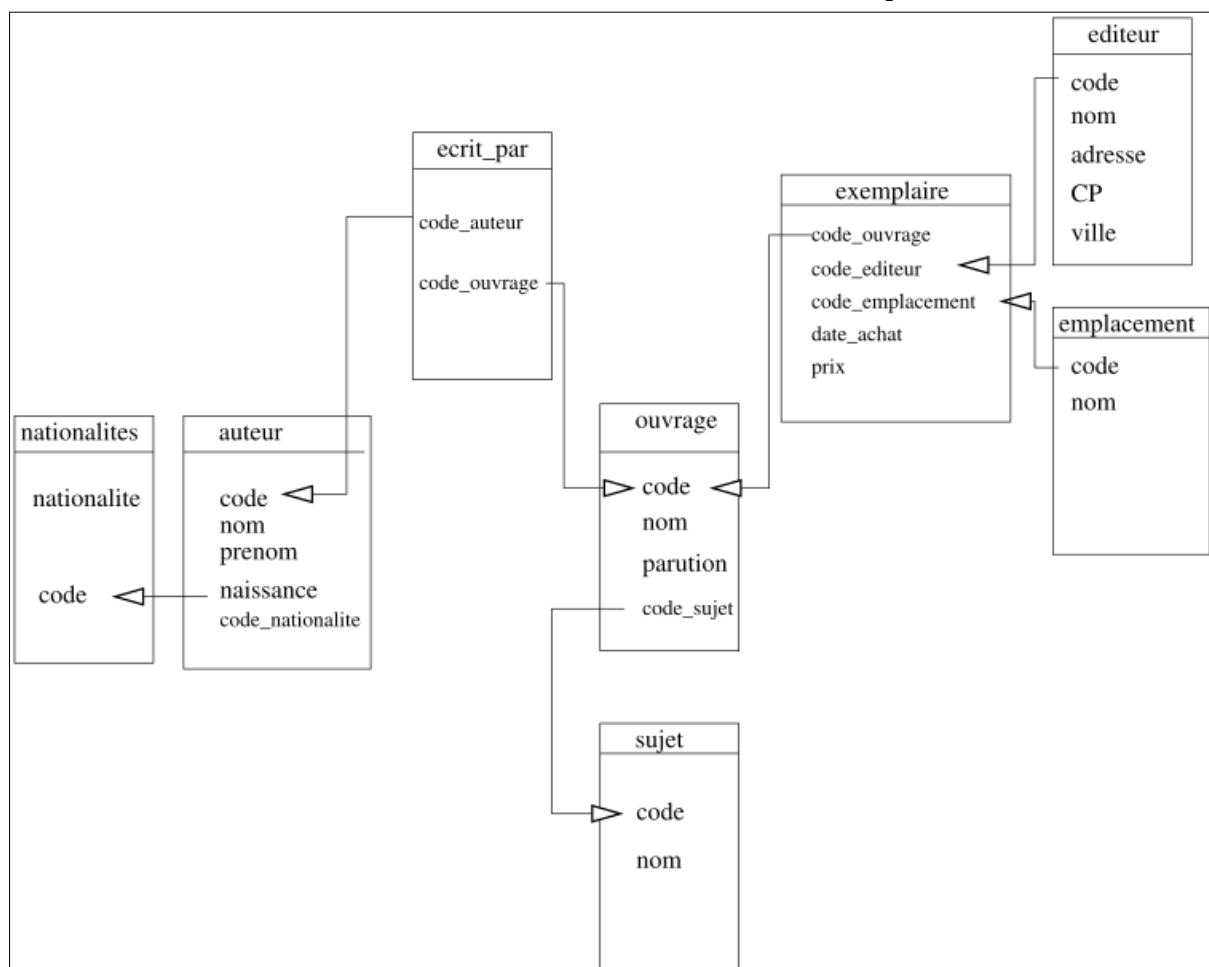 editeur
code
nom
adresse
CP
ville
ecrit_par
code_auteur
code_ouvrage
exemplaire
code_ouvrage
code_editeur
code_emplacement
date_achat
prix
emplacement
code
nom
nationalites
nationalite
code
auteur
code
nom
prenom
naissance
code_nationalite
ouvrage
code
nom
parution
code_sujet
sujet
code
nom